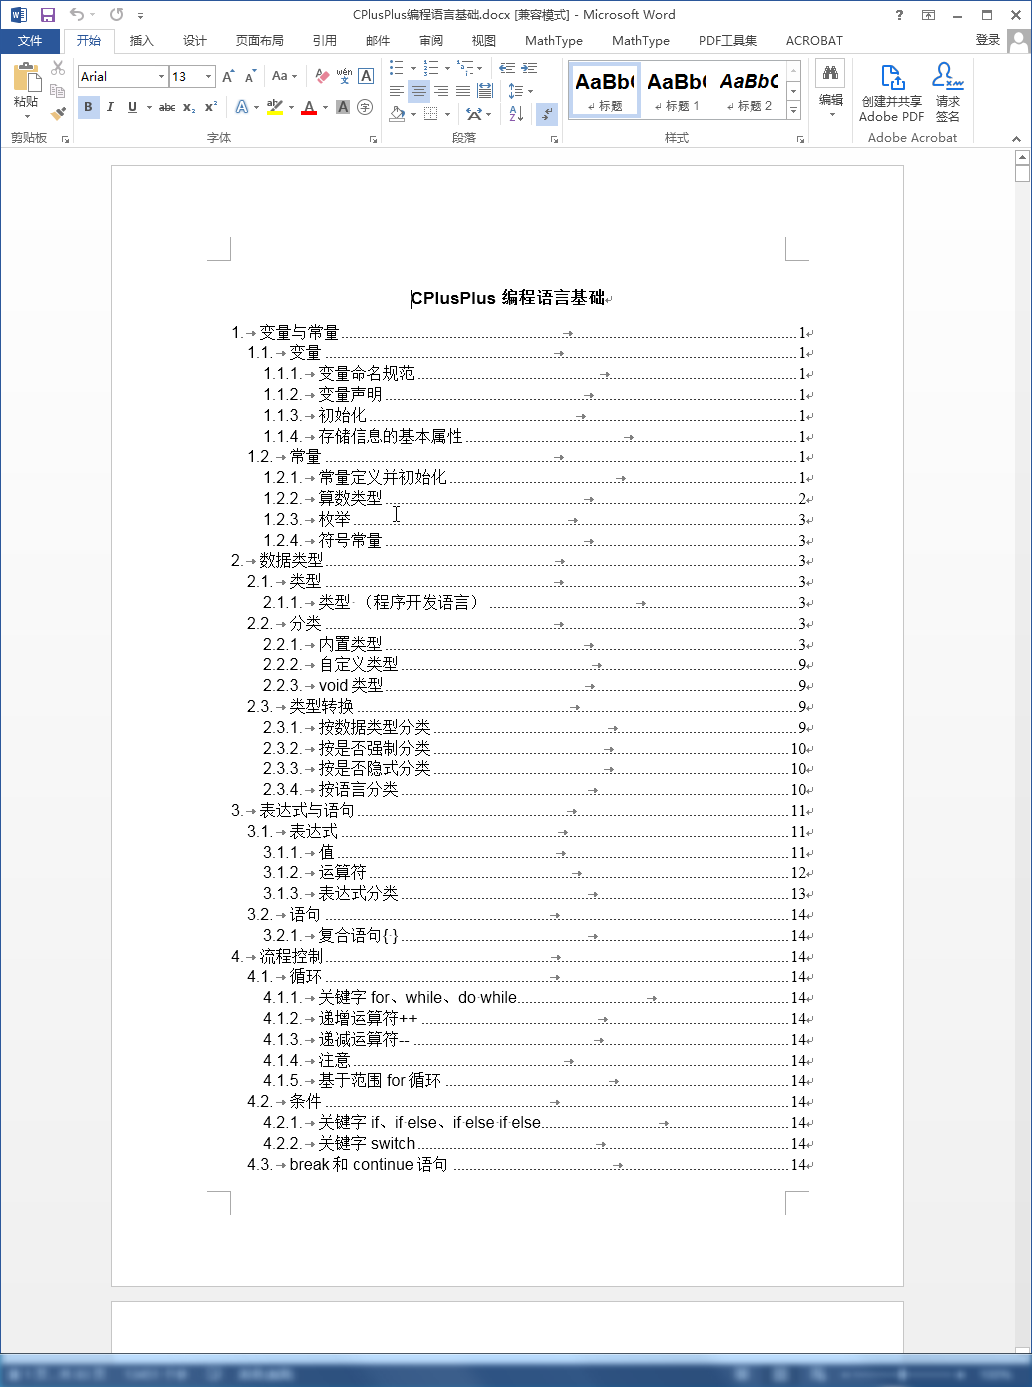 CPlusPlus编程语言基础.docx [兼容模式] - Microsoft Word
文件 开始 插入 设计 页面布局 引用 邮件 审阅 视图 MathType MathType PDF工具集 ACROBAT 登录
粘贴 Arial 13 Aa wén A
B I U abc x₂ x² A ab A A 字
AaBb( AaBb( AaBbC
标题 标题 1 标题 2
编辑
创建并共享 Adobe PDF
请求 签名
剪贴板 字体 段落 样式 Adobe Acrobat
CPlusPlus 编程语言基础
1. 变量与常量 1
1.1. 变量 1
1.1.1. 变量命名规范 1
1.1.2. 变量声明 1
1.1.3. 初始化 1
1.1.4. 存储信息的基本属性 1
1.2. 常量 1
1.2.1. 常量定义并初始化 1
1.2.2. 算数类型 2
1.2.3. 枚举 3
1.2.4. 符号常量 3
2. 数据类型 3
2.1. 类型 3
2.1.1. 类型 （程序开发语言） 3
2.2. 分类 3
2.2.1. 内置类型 3
2.2.2. 自定义类型 9
2.2.3. void 类型 9
2.3. 类型转换 9
2.3.1. 按数据类型分类 9
2.3.2. 按是否强制分类 10
2.3.3. 按是否隐式分类 10
2.3.4. 按语言分类 10
3. 表达式与语句 11
3.1. 表达式 11
3.1.1. 值 11
3.1.2. 运算符 12
3.1.3. 表达式分类 13
3.2. 语句 14
3.2.1. 复合语句{ } 14
4. 流程控制 14
4.1. 循环 14
4.1.1. 关键字 for、while、do while 14
4.1.2. 递增运算符++ 14
4.1.3. 递减运算符-- 14
4.1.4. 注意 14
4.1.5. 基于范围 for 循环 14
4.2. 条件 14
4.2.1. 关键字 if、if else、if else if else 14
4.2.2. 关键字 switch 14
4.3. break 和 continue 语句 14